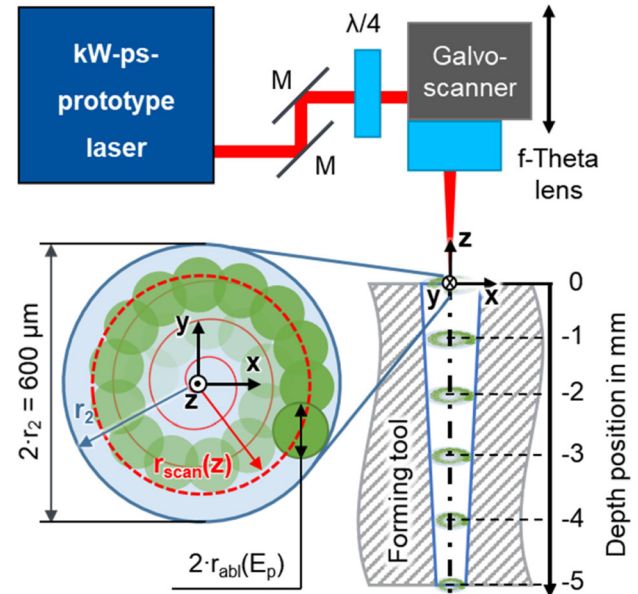 kW-ps-
prototype
laser
M
M
λ/4
Galvo-
scanner
f-Theta
lens
z
y
x
0
-1
-2
-3
-4
-5
Depth position in mm
Forming tool
2·r₂ = 600 µm
y
x
z
r₂
rscan(z)
2·rabl(Ep)